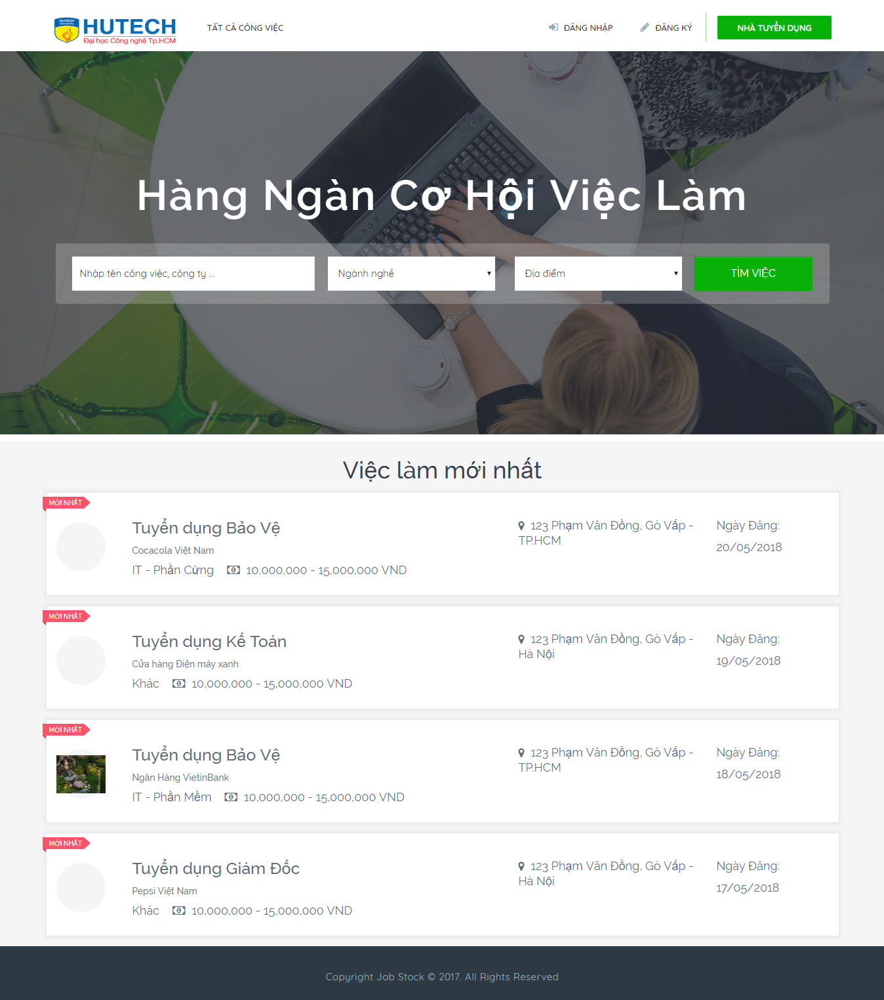 HUTECH
University
HUTECH
Đại học Công nghệ Tp.HCM
TẤT CẢ CÔNG VIỆC
ĐĂNG NHẬP
ĐĂNG KÝ
NHÀ TUYỂN DỤNG
Hàng Ngàn Cơ Hội Việc Làm
Nhập tên công việc, công ty ...
Ngành nghề
Địa điểm
TÌM VIỆC
Việc làm mới nhất
MỚI NHẤT
Tuyển dụng Bảo Vệ
Cocacola Việt Nam
IT - Phần Cứng 10,000,000 - 15,000,000 VND
123 Phạm Văn Đồng, Gò Vấp -
TP.HCM
Ngày Đăng:
20/05/2018
MỚI NHẤT
Tuyển dụng Kế Toán
Cửa hàng Điện máy xanh
Khác 10,000,000 - 15,000,000 VND
123 Phạm Văn Đồng, Gò Vấp -
Hà Nội
Ngày Đăng:
19/05/2018
MỚI NHẤT
Tuyển dụng Bảo Vệ
Ngân Hàng VietinBank
IT - Phần Mềm 10,000,000 - 15,000,000 VND
123 Phạm Văn Đồng, Gò Vấp -
TP.HCM
Ngày Đăng:
18/05/2018
MỚI NHẤT
Tuyển dụng Giám Đốc
Pepsi Việt Nam
Khác 10,000,000 - 15,000,000 VND
123 Phạm Văn Đồng, Gò Vấp -
Hà Nội
Ngày Đăng:
17/05/2018
Copyright Job Stock © 2017. All Rights Reserved